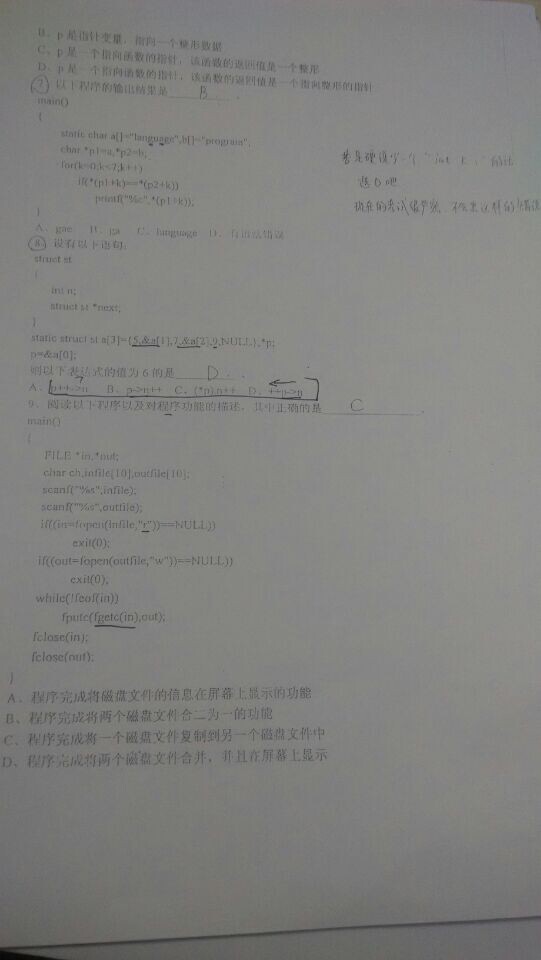 B、p 是指针变量，指向一个整形数据
C、p 是一个指向函数的指针，该函数的返回值是一个整形
D、p 是一个指向函数的指针，该函数的返回值是一个指向整形的指针
7、以下程序的输出结果是 B .
main()
{
static char a[]="language",b[]="program";
char *p1=a,*p2=b;
for(k=0;k<7;k++)
if(*(p1+k)==*(p2+k))
printf("%c",*(p1+k));
}
A、gae B、ga C、language D、有语法错误
若是硬说少一个"int k;"的话
选D吧
现在的考试很严密，不会出这样的
8、设有以下语句:
struct st
{
int n;
struct st *next;
}
static struct st a[3]={5,&a[1],7,&a[2],9,NULL},*p;
p=&a[0];
则以下表达式的值为 6 的是 D .
A、p++->n B、p->n++ C、(*p).n++ D、++p->n
9、阅读以下程序以及对程序功能的描述，其中正确的是 C
main()
{
FILE *in,*out;
char ch,infile[10],outfile[10];
scanf("%s",infile);
scanf("%s",outfile);
if((in=fopen(infile,"r"))==NULL))
exit(0);
if((out=fopen(outfile,"w"))==NULL))
exit(0);
while(!feof(in))
fputc(fgetc(in),out);
fclose(in);
fclose(out);
}
A、程序完成将磁盘文件的信息在屏幕上显示的功能
B、程序完成将两个磁盘文件合二为一的功能
C、程序完成将一个磁盘文件复制到另一个磁盘文件中
D、程序完成将两个磁盘文件合并，并且在屏幕上显示